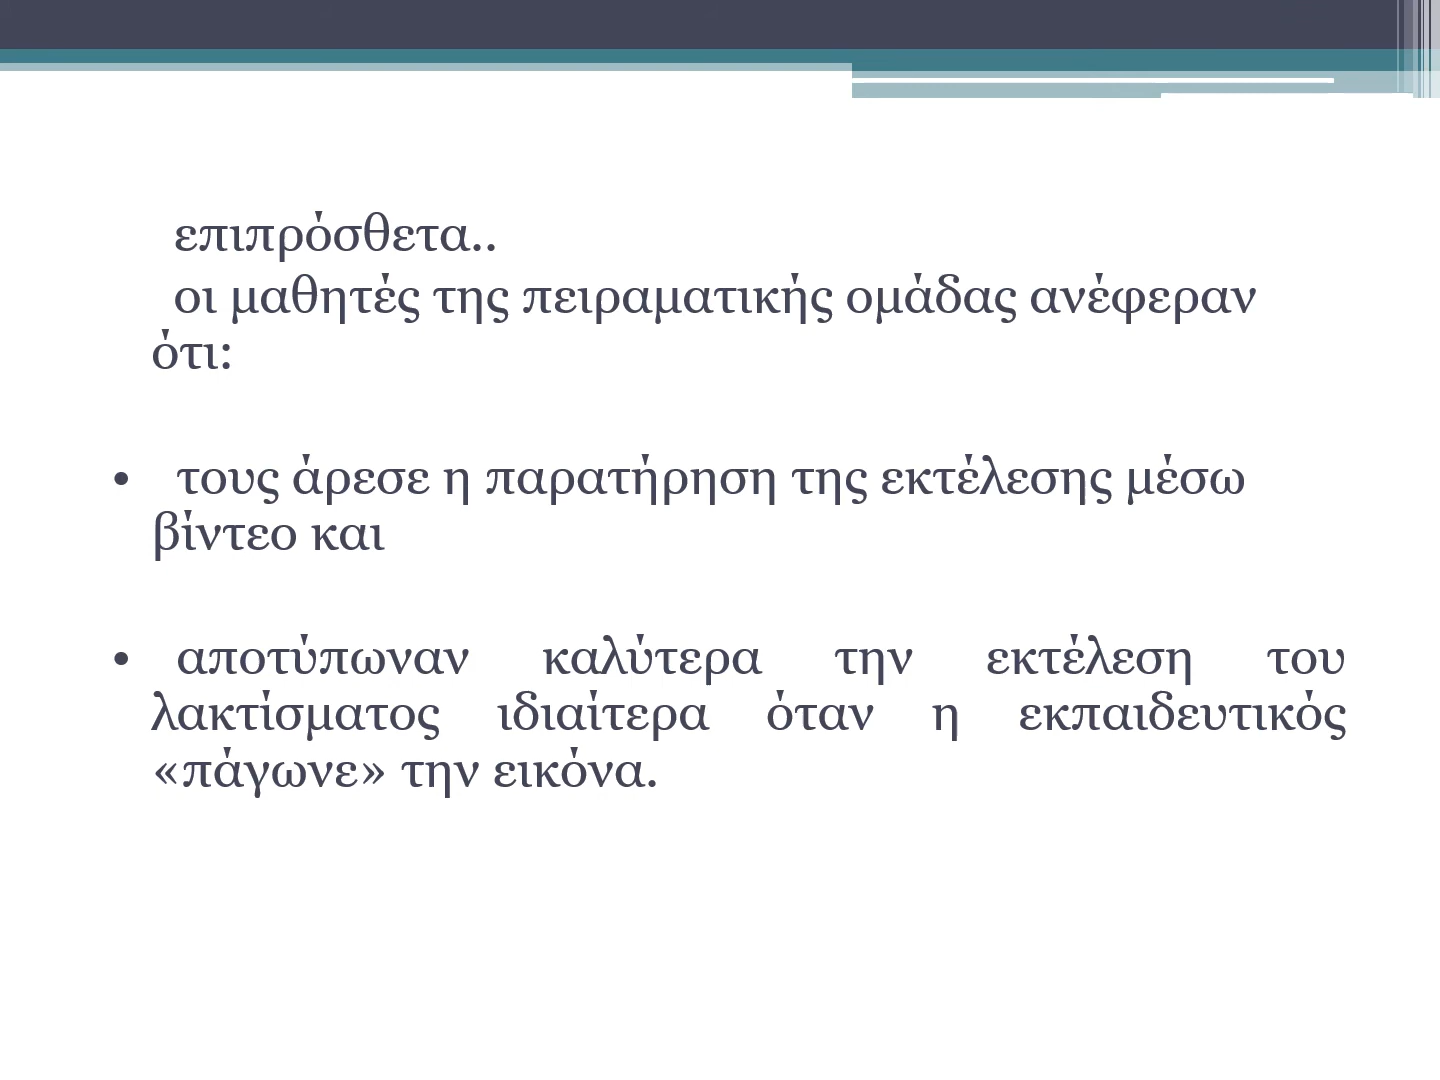 επιπρόσθετα..
οι μαθητές της πειραματικής ομάδας ανέφεραν
ότι:
• τους άρεσε η παρατήρηση της εκτέλεσης μέσω
βίντεο και
• αποτύπωναν καλύτερα την εκτέλεση του
λακτίσματος ιδιαίτερα όταν η εκπαιδευτικός
«πάγωνε» την εικόνα.